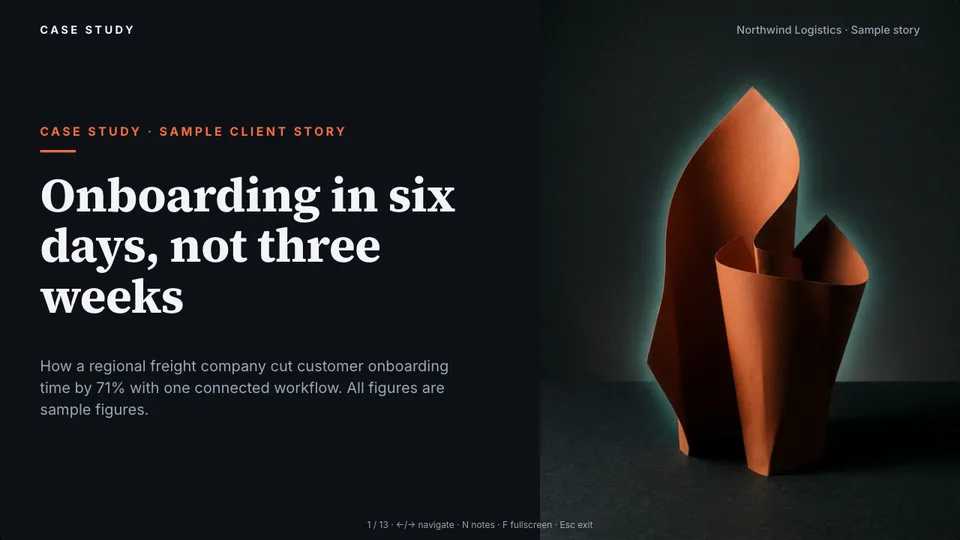 CASE STUDY
Northwind Logistics · Sample story
CASE STUDY · SAMPLE CLIENT STORY
Onboarding in six
days, not three
weeks
How a regional freight company cut customer onboarding
time by 71% with one connected workflow. All figures are
sample figures.
1 / 13 · ←/→ navigate · N notes · F fullscreen · Esc exit